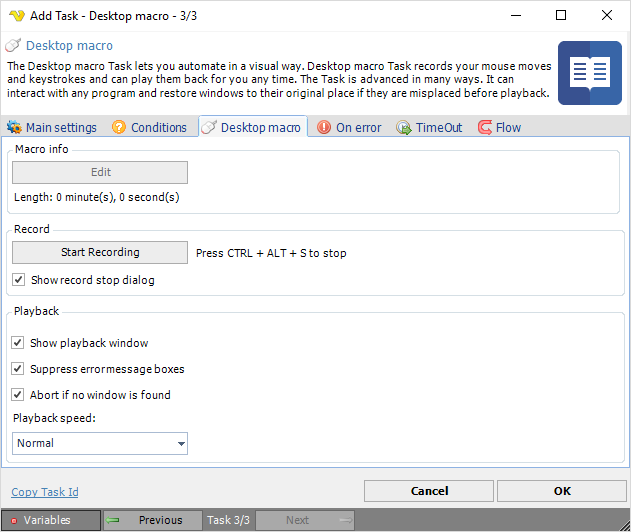 Add Task - Desktop macro - 3/3
Desktop macro
The Desktop macro Task lets you automate in a visual way. Desktop macro Task records your mouse moves
and keystrokes and can play them back for you any time. The Task is advanced in many ways. It can
interact with any program and restore windows to their original place if they are misplaced before playback.
Main settings Conditions Desktop macro On error TimeOut Flow
Macro info
Edit
Length: 0 minute(s), 0 second(s)
Record
Start Recording Press CTRL + ALT + S to stop
Show record stop dialog
Playback
Show playback window
Suppress error message boxes
Abort if no window is found
Playback speed:
Normal
Copy Task Id Cancel OK
Variables Previous Task 3/3 Next